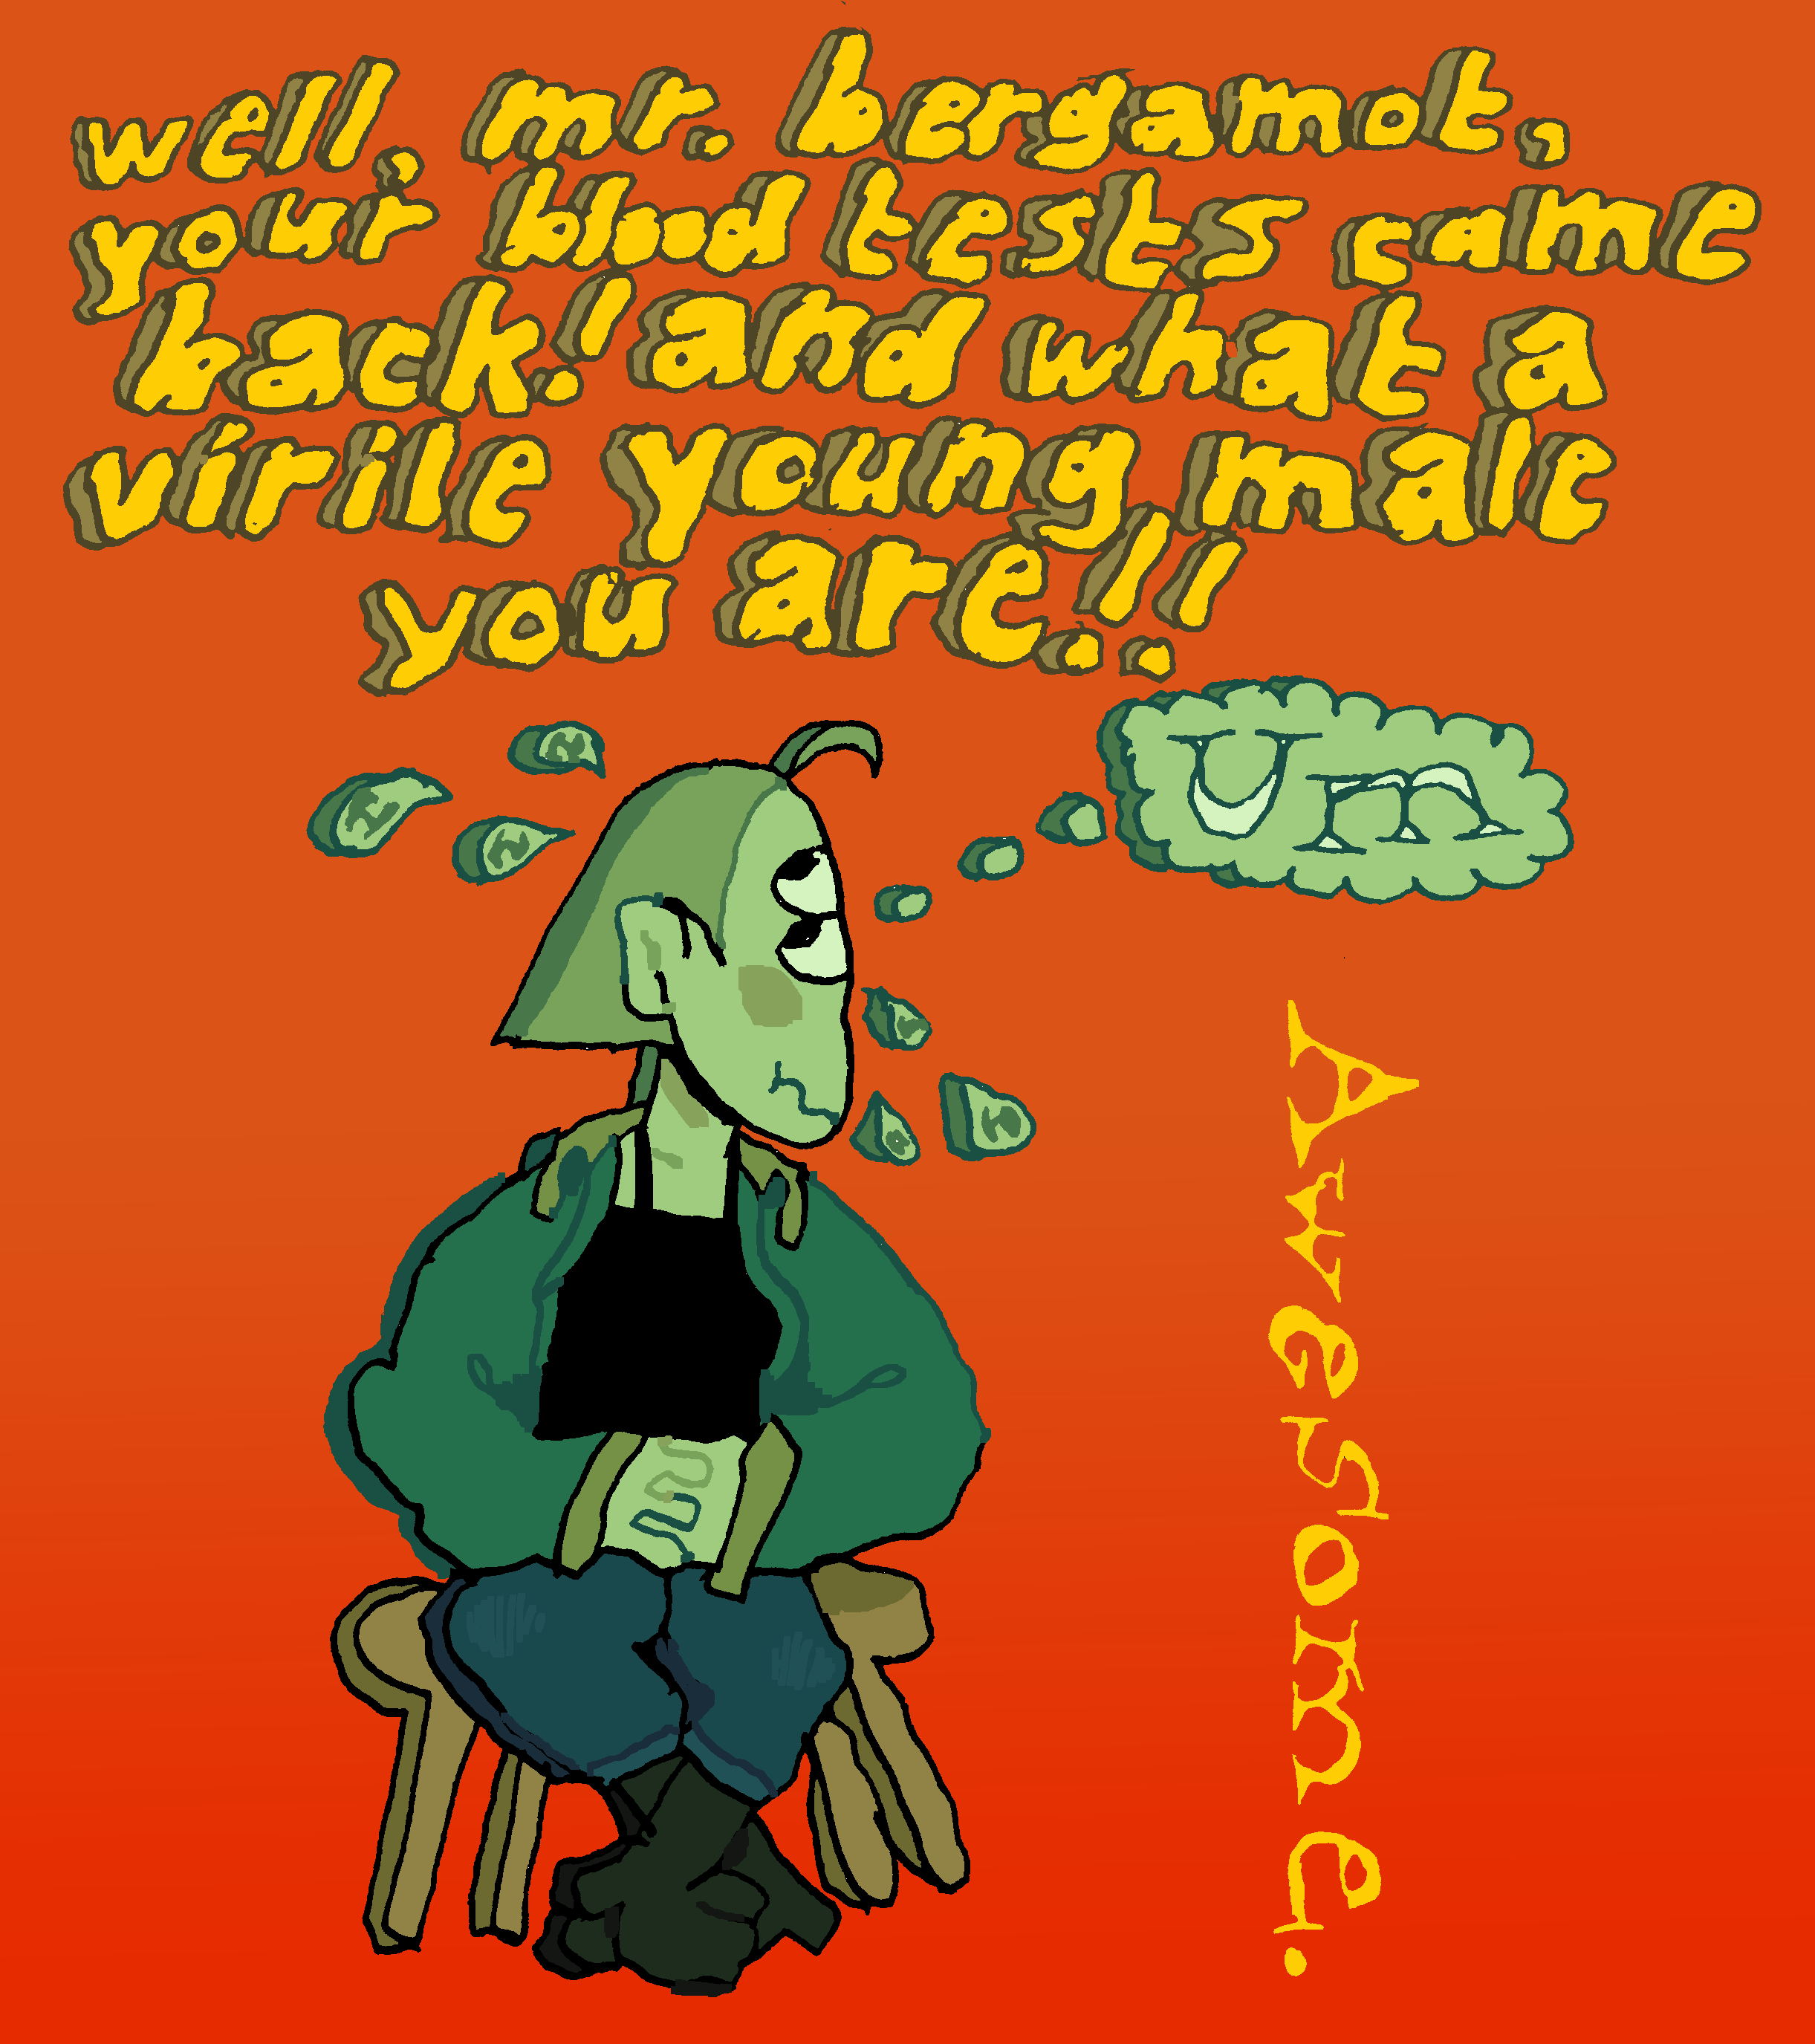 well, mr. bergamot,
your blood tests came
back! and what a
virile young male
you are!!
Um
Awesome.